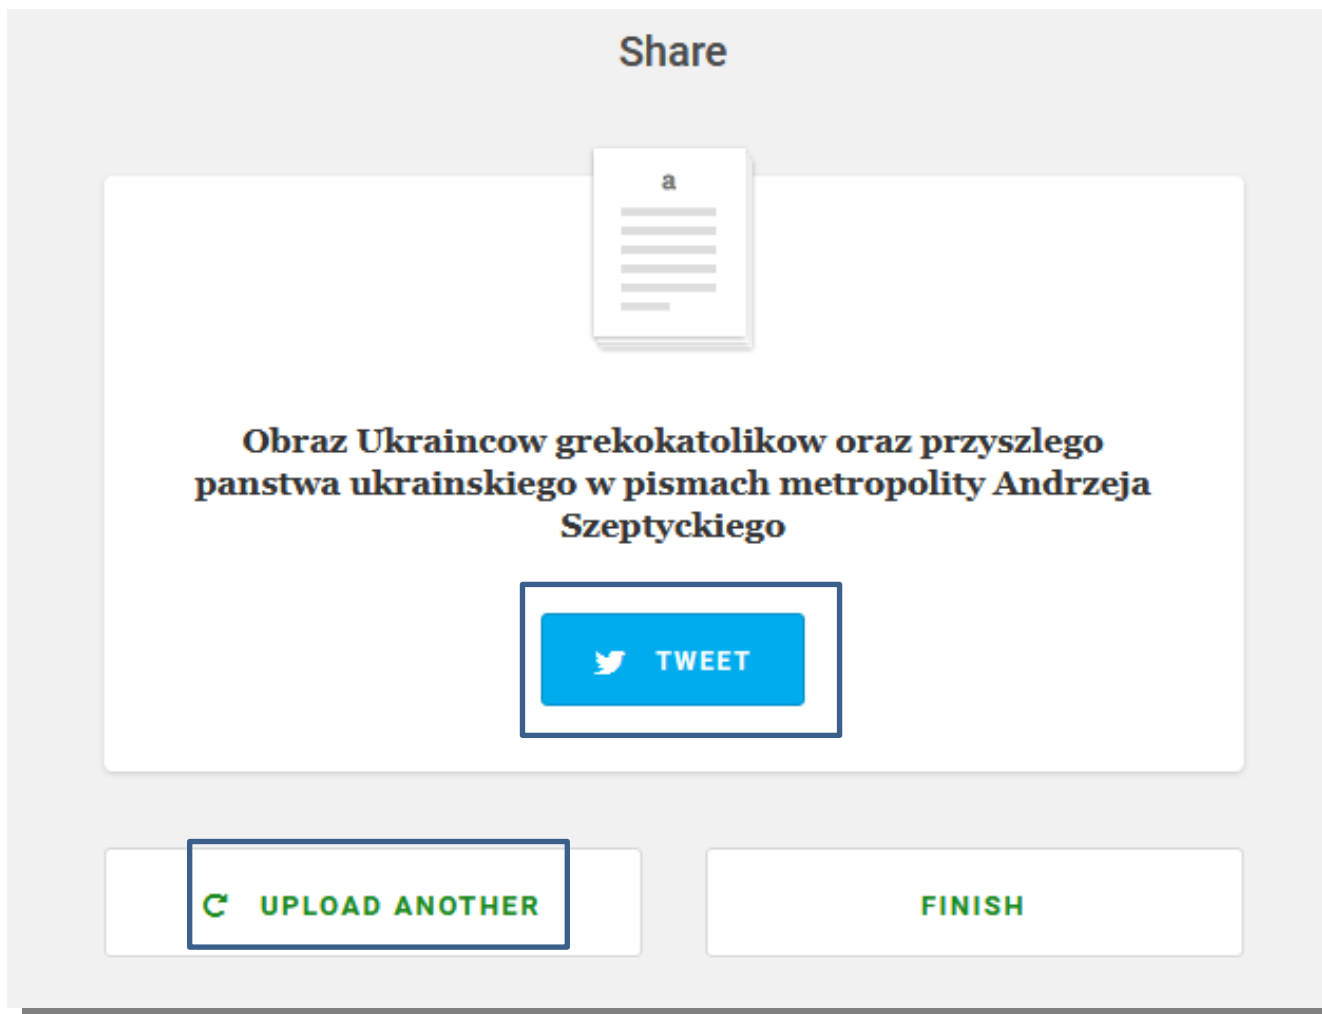 Share
a
Obraz Ukraincow grekokatolikow oraz przyszlego
panstwa ukrainskiego w pismach metropolity Andrzeja
Szeptyckiego
TWEET
UPLOAD ANOTHER
FINISH